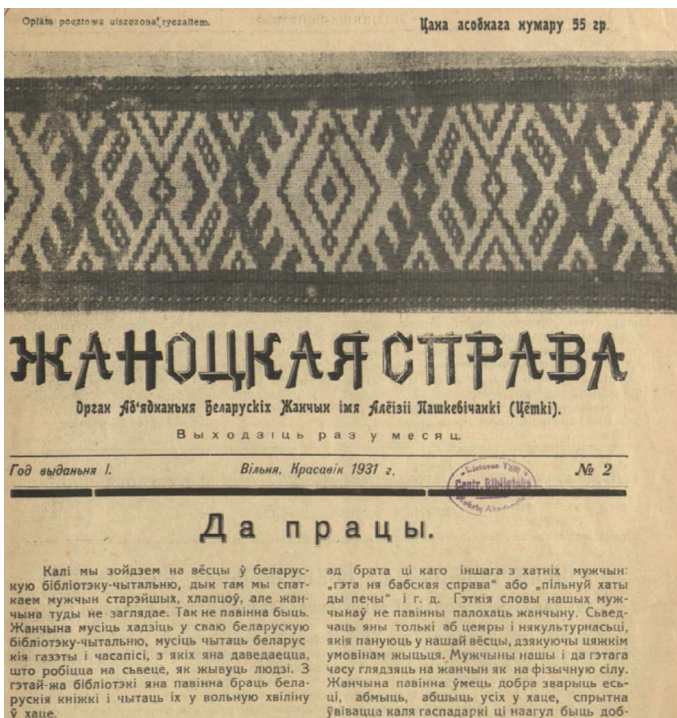 Opłata pocztowa uiszczona ryczałtem.
Цана асобнага нумару 55 гр.
ЖАНОЦКАЯ СПРАВА
Орган Аб'яднаньня Беларускіх Жанчын імя Алёізіі Пашкевічанкі (Цёткі).
Выходзіць раз у месяц.
Год выданьня I. Вільня. Красавік 1931 г. № 2
Centr. Biblioteka
Да працы.
Калі мы зойдзем на вёсцы ў беларус-
кую бібліотэку-чытальню, дык там мы спат-
каем мужчын старэйшых, хлапцоў, але жан-
чына туды не заглядае. Так не павінна быць.
Жанчына мусіць хадзіць у сваю беларускую
бібліотэку-чытальню, мусіць чытаць беларус
кія газэты і часапісі, з якіх яна даведаецца,
што робіцца на сьвеце, як жывуць людзі. З
гэтай-жа бібліотэкі яна павінна браць бела-
рускія кніжкі і чытаць іх у вольную хвіліну
ў хаце.
ад брата ці каго іншага з хатніх мужчын:
„гэта ня бабская справа" або „пільнуй хаты
ды печы" і г. д. Гэткія словы нашых муж-
чынаў не павінны палохаць жанчыну. Сьвед-
чаць яны толькі аб цемры і някультурнасьці,
якія пануюць у нашай вёсцы, дзякуючы цяжкім
умовінам жыцьця. Мужчыны нашы і да гэтага
часу глядзяць на жанчын як на фізычную сілу.
Жанчына павінна ўмець добра зварыць есь-
ці, абмыць, абшыць усіх у хаце, спрытна
ўвівацца каля гаспадаркі ці наагул быць доб-